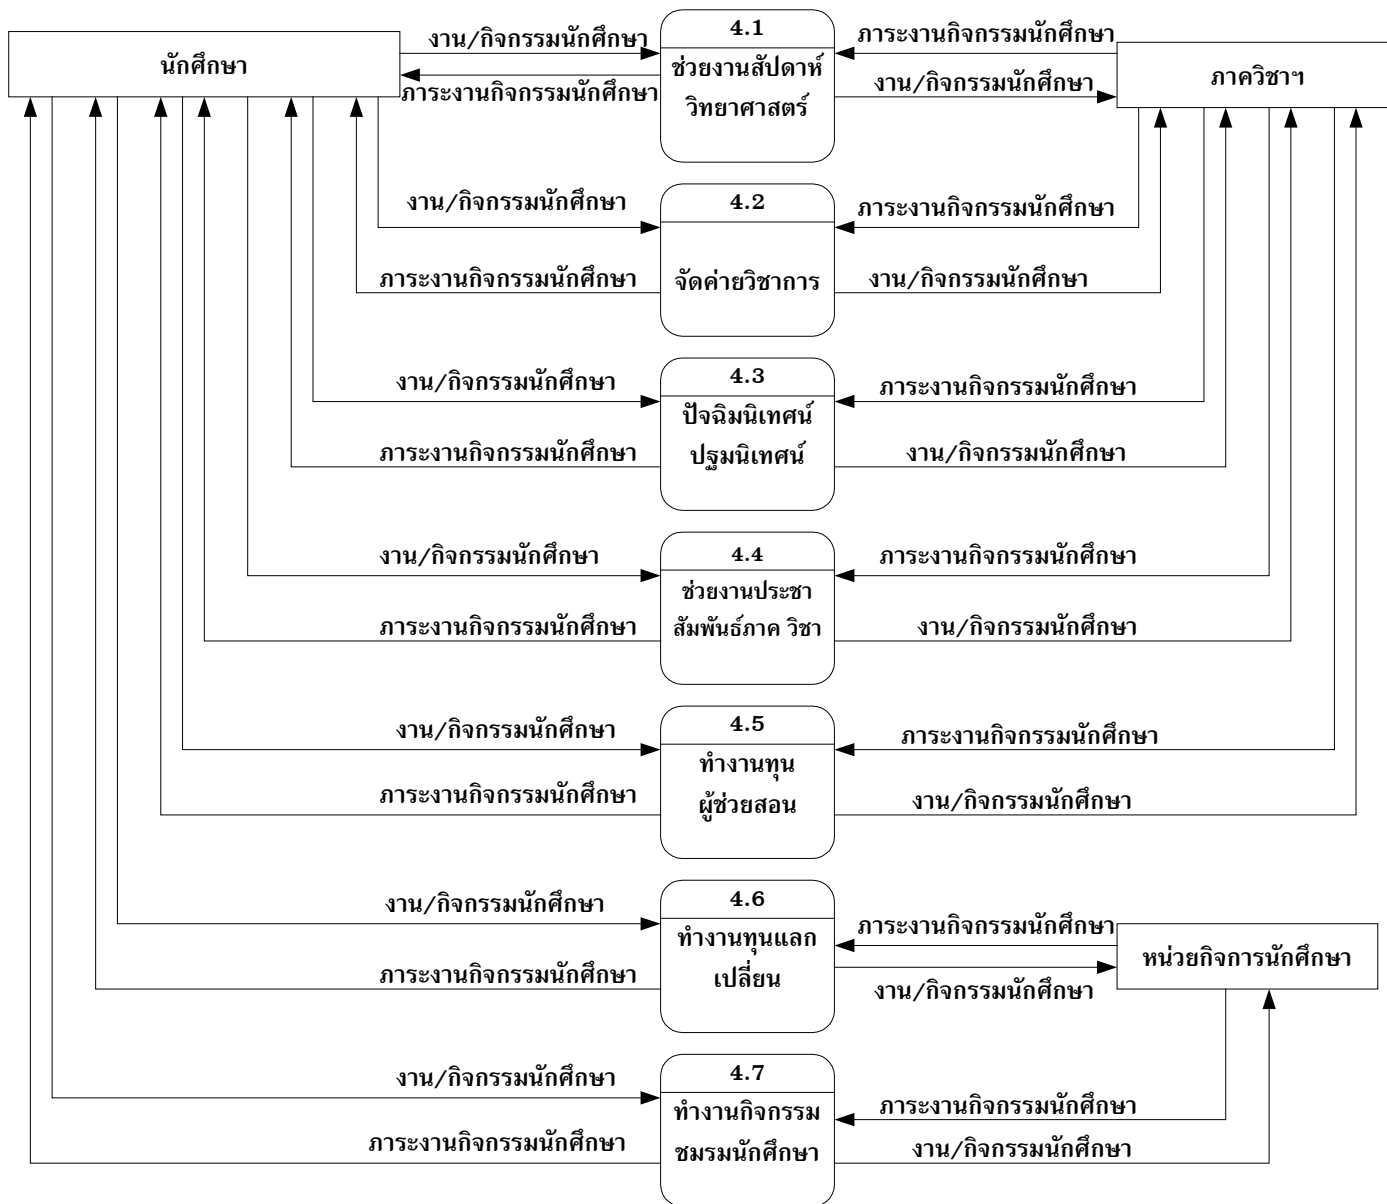 งาน/กิจกรรมนักศึกษา
4.1
ภาระงานกิจกรรมนักศึกษา
นักศึกษา
ช่วยงานสัปดาห์
วิทยาศาสตร์
ภาควิชาฯ
ภาระงานกิจกรรมนักศึกษา
งาน/กิจกรรมนักศึกษา
งาน/กิจกรรมนักศึกษา
4.2
ภาระงานกิจกรรมนักศึกษา
ภาระงานกิจกรรมนักศึกษา
จัดค่ายวิชาการ
งาน/กิจกรรมนักศึกษา
งาน/กิจกรรมนักศึกษา
4.3
ภาระงานกิจกรรมนักศึกษา
ปัจฉิมนิเทศน์
ปฐมนิเทศน์
ภาระงานกิจกรรมนักศึกษา
งาน/กิจกรรมนักศึกษา
งาน/กิจกรรมนักศึกษา
4.4
ภาระงานกิจกรรมนักศึกษา
ช่วยงานประชา
สัมพันธ์ภาค วิชา
ภาระงานกิจกรรมนักศึกษา
งาน/กิจกรรมนักศึกษา
งาน/กิจกรรมนักศึกษา
4.5
ภาระงานกิจกรรมนักศึกษา
ทำงานทุน
ผู้ช่วยสอน
ภาระงานกิจกรรมนักศึกษา
งาน/กิจกรรมนักศึกษา
งาน/กิจกรรมนักศึกษา
4.6
ภาระงานกิจกรรมนักศึกษา
ทำงานทุนแลก
เปลี่ยน
หน่วยกิจการนักศึกษา
ภาระงานกิจกรรมนักศึกษา
งาน/กิจกรรมนักศึกษา
งาน/กิจกรรมนักศึกษา
4.7
ภาระงานกิจกรรมนักศึกษา
ทำงานกิจกรรม
ชมรมนักศึกษา
ภาระงานกิจกรรมนักศึกษา
งาน/กิจกรรมนักศึกษา